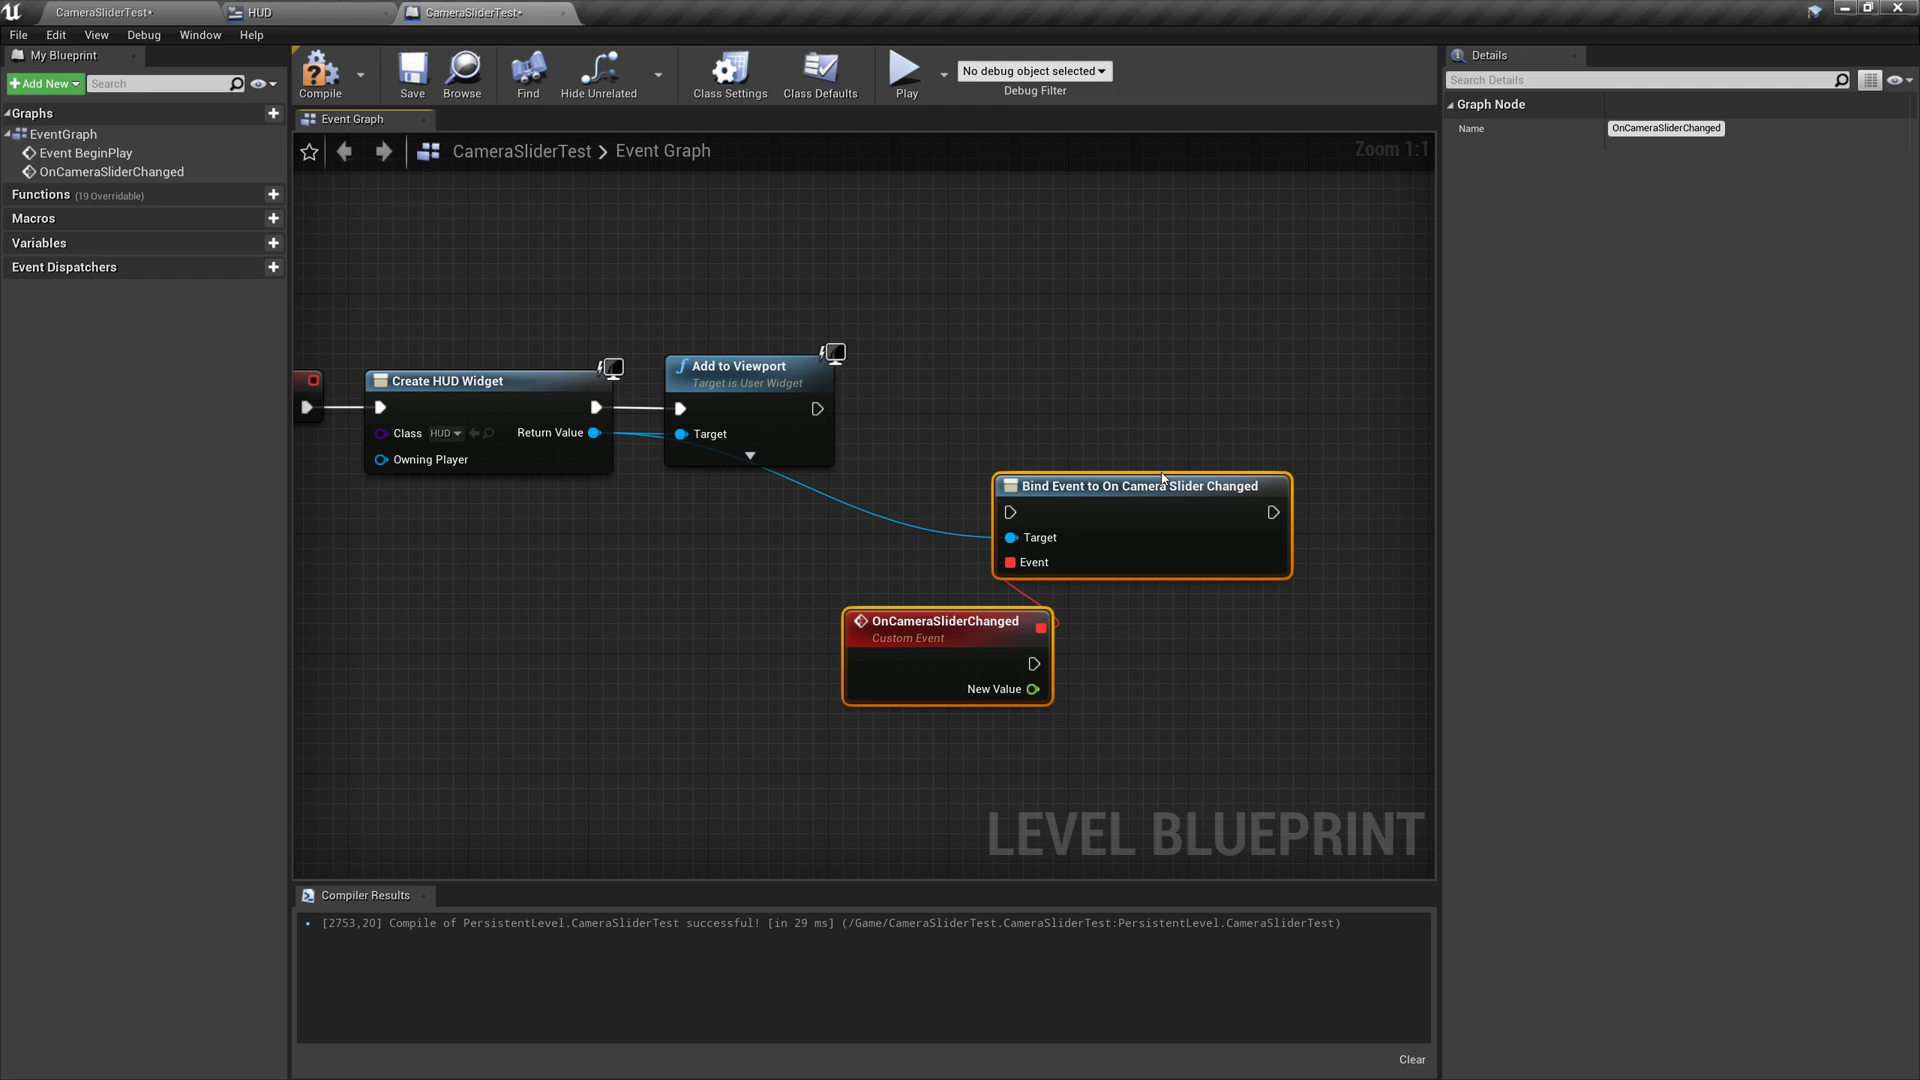 CameraSliderTest•
HUD
CameraSliderTest•
File Edit View Debug Window Help
My Blueprint
Add New
Search
Graphs
EventGraph
Event BeginPlay
OnCameraSliderChanged
Functions (19 Overridable)
Macros
Variables
Event Dispatchers
Compile
Save
Browse
Find
Hide Unrelated
Class Settings
Class Defaults
Play
No debug object selected
Debug Filter
Event Graph
CameraSliderTest > Event Graph
Zoom 1:1
Create HUD Widget
Class HUD
Return Value
Owning Player
Add to Viewport
Target is User Widget
Target
Bind Event to On Camera Slider Changed
Target
Event
OnCameraSliderChanged
Custom Event
New Value
LEVEL BLUEPRINT
Compiler Results
[2753,20] Compile of PersistentLevel.CameraSliderTest successful! [in 29 ms] (/Game/CameraSliderTest.CameraSliderTest:PersistentLevel.CameraSliderTest)
Clear
Details
Search Details
Graph Node
Name
OnCameraSliderChanged